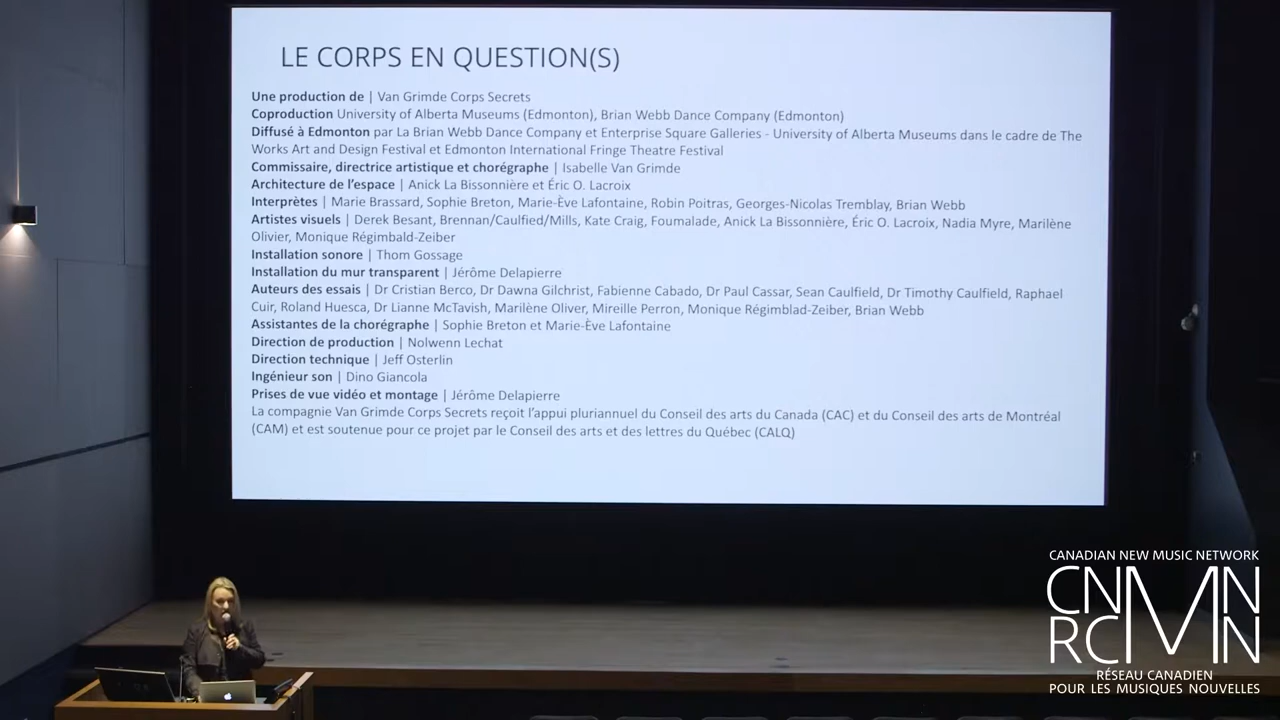 LE CORPS EN QUESTION(S)
Une production de | Van Grimde Corps Secrets
Coproduction University of Alberta Museums (Edmonton), Brian Webb Dance Company (Edmonton)
Diffusé à Edmonton par La Brian Webb Dance Company et Enterprise Square Galleries - University of Alberta Museums dans le cadre de The
Works Art and Design Festival et Edmonton International Fringe Theatre Festival
Commissaire, directrice artistique et chorégraphe | Isabelle Van Grimde
Architecture de l'espace | Anick La Bissonnière et Éric O. Lacroix
Interprètes | Marie Brassard, Sophie Breton, Marie-Ève Lafontaine, Robin Poitras, Georges-Nicolas Tremblay, Brian Webb
Artistes visuels | Derek Besant, Brennan/Caulfied/Mills, Kate Craig, Foumalade, Anick La Bissonnière, Éric O. Lacroix, Nadia Myre, Marilène
Olivier, Monique Régimbald-Zeiber
Installation sonore | Thom Gossage
Installation du mur transparent | Jérôme Delapierre
Auteurs des essais | Dr Cristian Berco, Dr Dawna Gilchrist, Fabienne Cabado, Dr Paul Cassar, Sean Caulfield, Dr Timothy Caulfield, Raphael
Cuir, Roland Huesca, Dr Lianne McTavish, Marilène Oliver, Mireille Perron, Monique Régimblad-Zeiber, Brian Webb
Assistantes de la chorégraphe | Sophie Breton et Marie-Ève Lafontaine
Direction de production | Nolwenn Lechat
Direction technique | Jeff Osterlin
Ingénieur son | Dino Giancola
Prises de vue vidéo et montage | Jérôme Delapierre
La compagnie Van Grimde Corps Secrets reçoit l'appui pluriannuel du Conseil des arts du Canada (CAC) et du Conseil des arts de Montréal
(CAM) et est soutenue pour ce projet par le Conseil des arts et des lettres du Québec (CALQ)
CANADIAN NEW MUSIC NETWORK
CNMN
RCMN
RÉSEAU CANADIEN
POUR LES MUSIQUES NOUVELLES